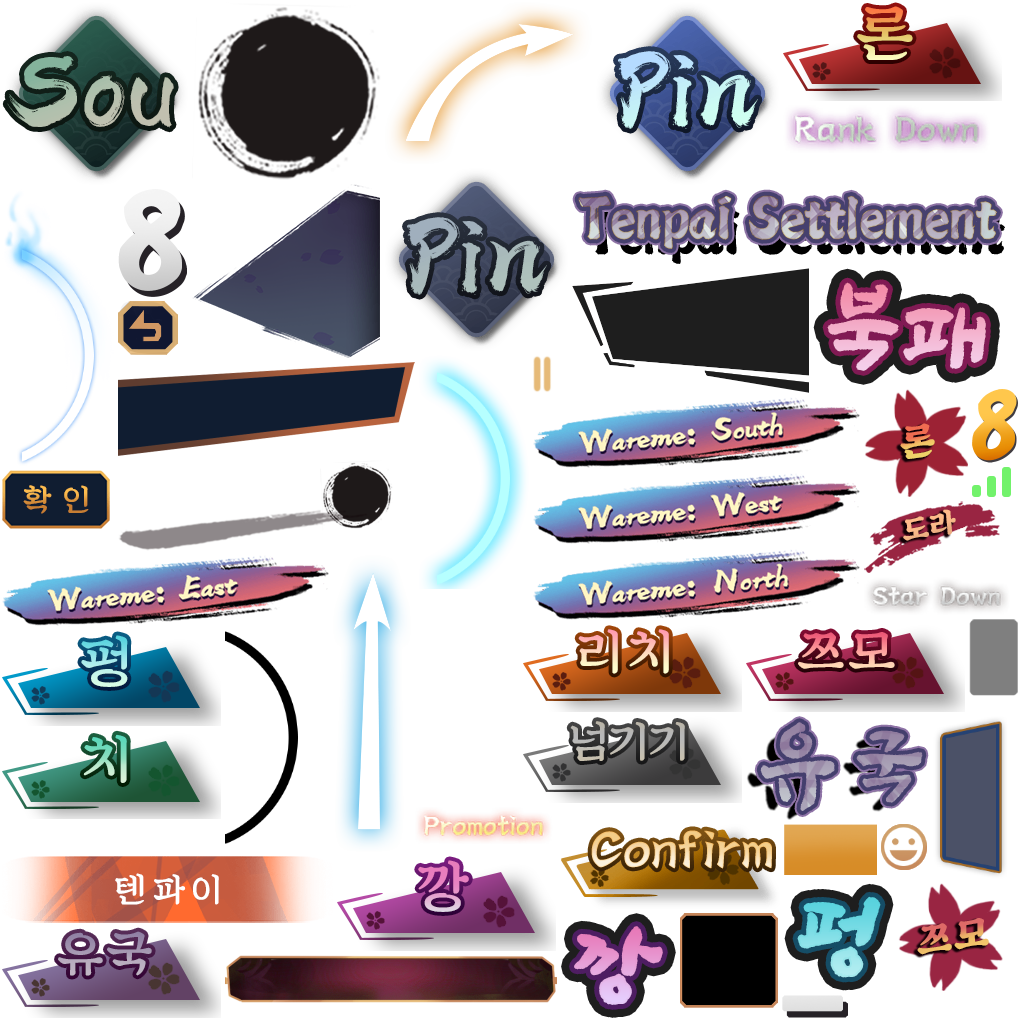 Sou
Pin
론
Rank Down
8
Pin
Tenpai Settlement
북패
Wareme: South
론
8
확인
Wareme: West
도라
Wareme: East
Wareme: North
Star Down
펑
리치
쯔모
치
넘기기
유국
Promotion
Confirm
텐파이
깡
유국
깡
펑
쯔모